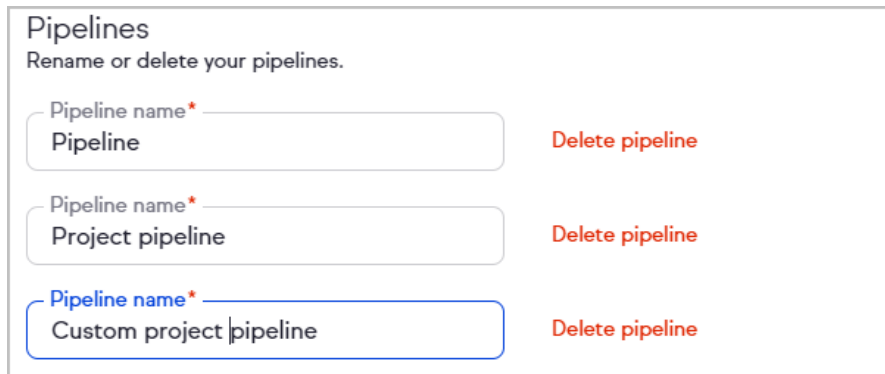 Pipelines
Rename or delete your pipelines.
Pipeline name*
Pipeline
Delete pipeline
Pipeline name*
Project pipeline
Delete pipeline
Pipeline name*
Custom project pipeline
Delete pipeline